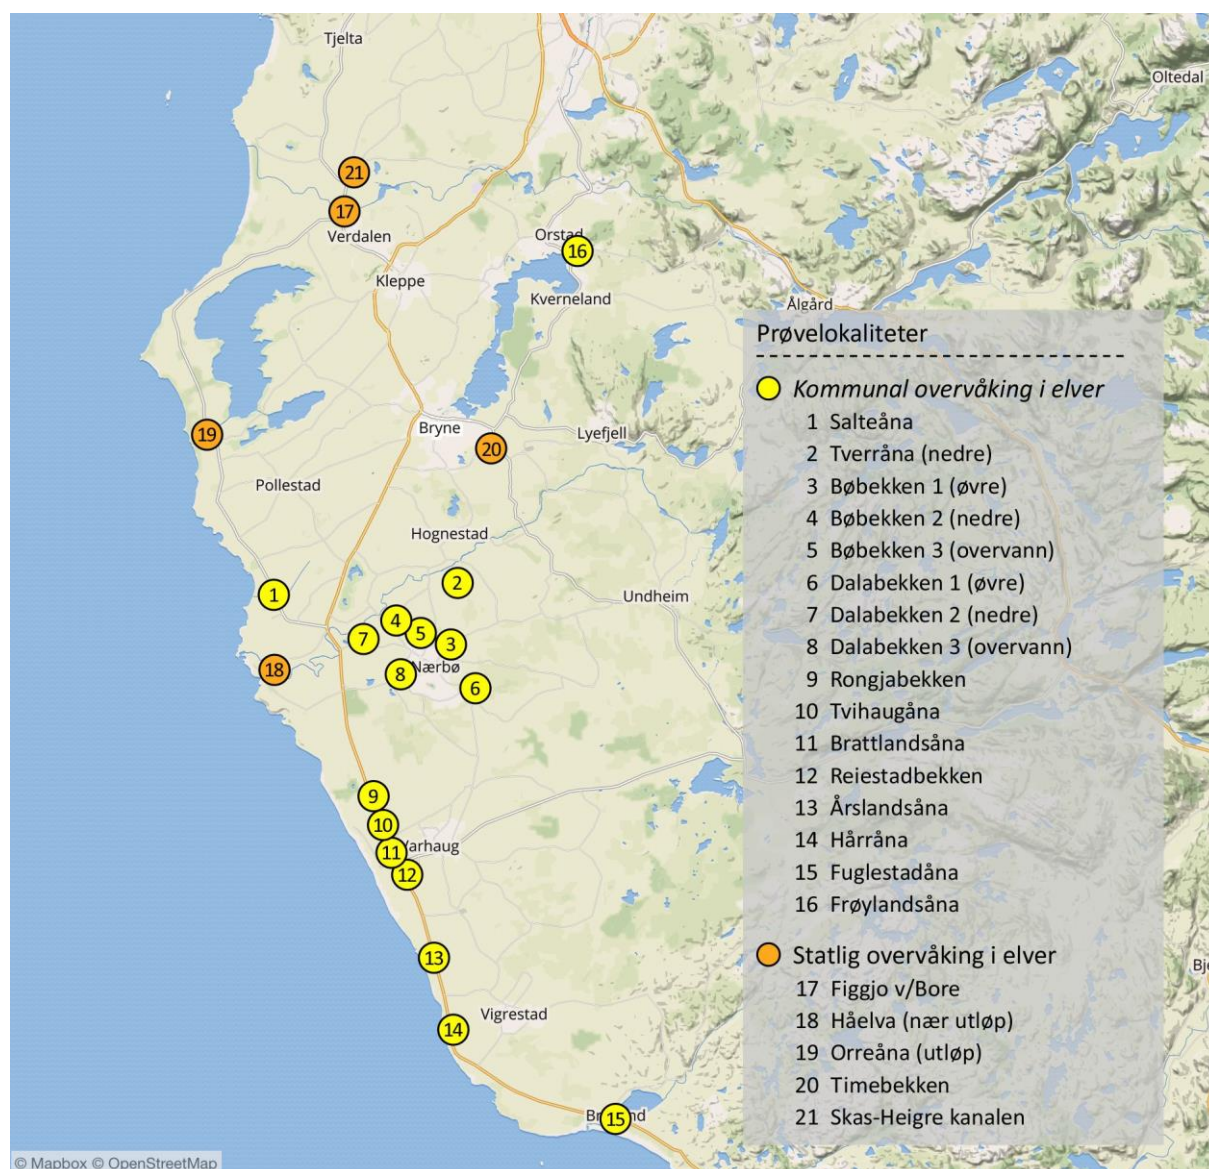 Tjelta
Oltedal
21
17
Verdalen
Orstad
16
Kleppe
Kverneland
Ålgård
19
Bryne
20
Lyefjell
Pollestad
Hognestad
1
2
Undheim
4
5
7
3
18
8
Nærbø
6
9
10
11
Varhaug
12
13
14
Vigrestad
15
Prøvelokaliteter
Kommunal overvåking i elver
1 Salteåna
2 Tverråna (nedre)
3 Bøbekken 1 (øvre)
4 Bøbekken 2 (nedre)
5 Bøbekken 3 (overvann)
6 Dalabekken 1 (øvre)
7 Dalabekken 2 (nedre)
8 Dalabekken 3 (overvann)
9 Rongjabekken
10 Tvihaugåna
11 Brattlandsåna
12 Reiestadbekken
13 Årslandsåna
14 Hårråna
15 Fuglestadåna
16 Frøylandsåna
Statlig overvåking i elver
17 Figgjo v/Bore
18 Håelva (nær utløp)
19 Orreåna (utløp)
20 Timebekken
21 Skas-Heigre kanalen
© Mapbox © OpenStreetMap